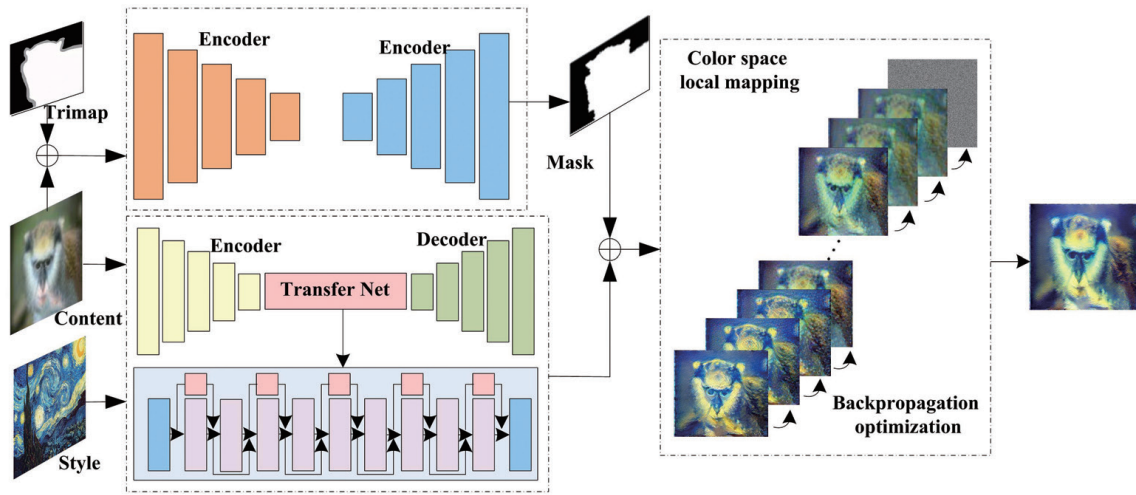 Trimap
Encoder
Encoder
Mask
Color space
local mapping
Content
Encoder
Decoder
Transfer Net
Style
Backpropagation
optimization